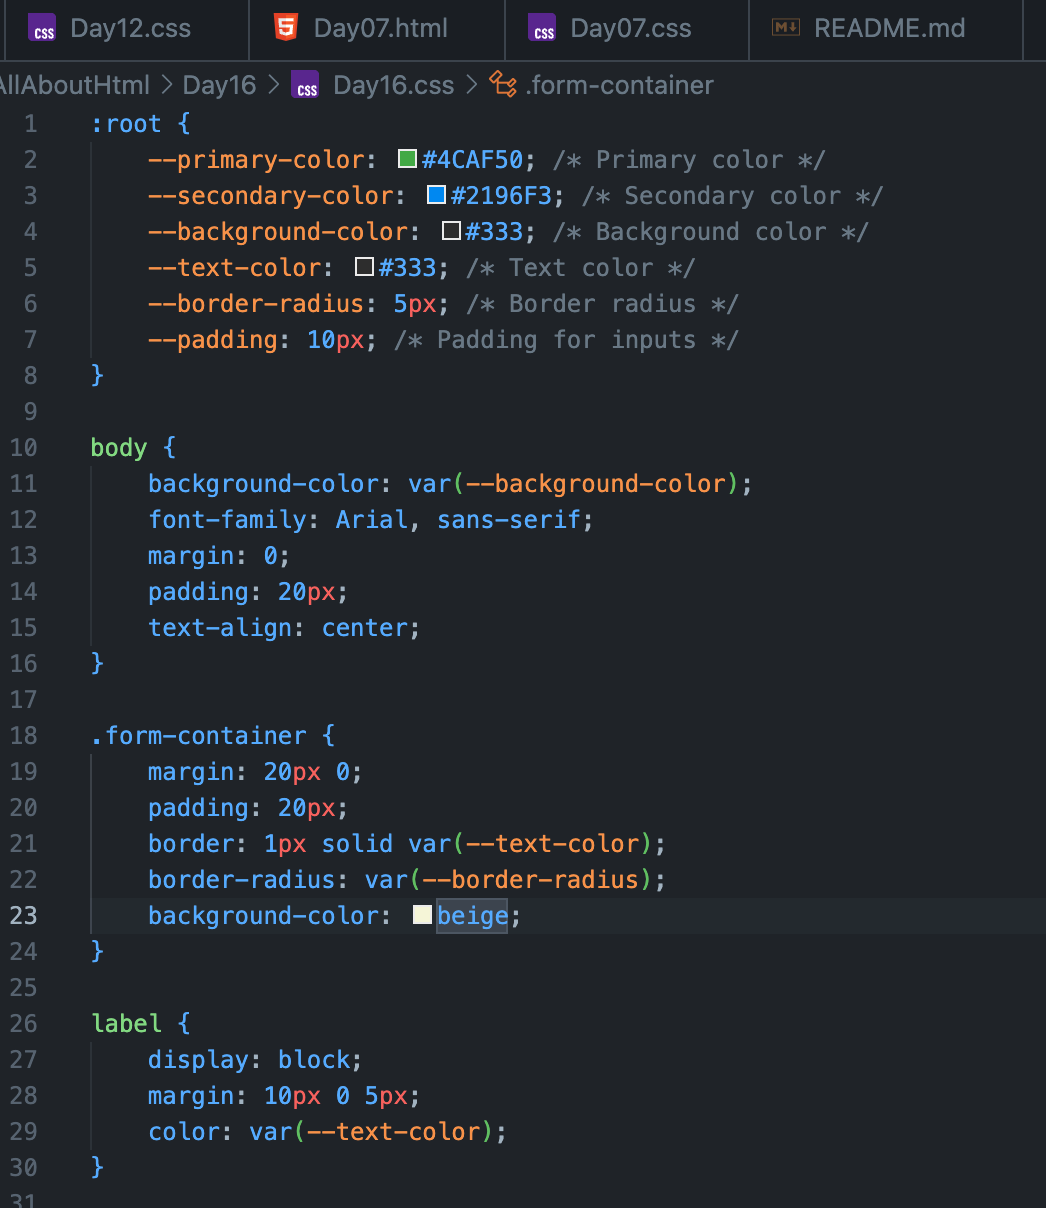 CSS Day12.css 5 Day07.html CSS Day07.css M↓ README.md
AllAboutHtml > Day16 > CSS Day16.css > .form-container
1 :root {
2 --primary-color: #4CAF50; /* Primary color */
3 --secondary-color: #2196F3; /* Secondary color */
4 --background-color: #333; /* Background color */
5 --text-color: #333; /* Text color */
6 --border-radius: 5px; /* Border radius */
7 --padding: 10px; /* Padding for inputs */
8 }
9
10 body {
11 background-color: var(--background-color);
12 font-family: Arial, sans-serif;
13 margin: 0;
14 padding: 20px;
15 text-align: center;
16 }
17
18 .form-container {
19 margin: 20px 0;
20 padding: 20px;
21 border: 1px solid var(--text-color);
22 border-radius: var(--border-radius);
23 background-color: beige;
24 }
25
26 label {
27 display: block;
28 margin: 10px 0 5px;
29 color: var(--text-color);
30 }
31